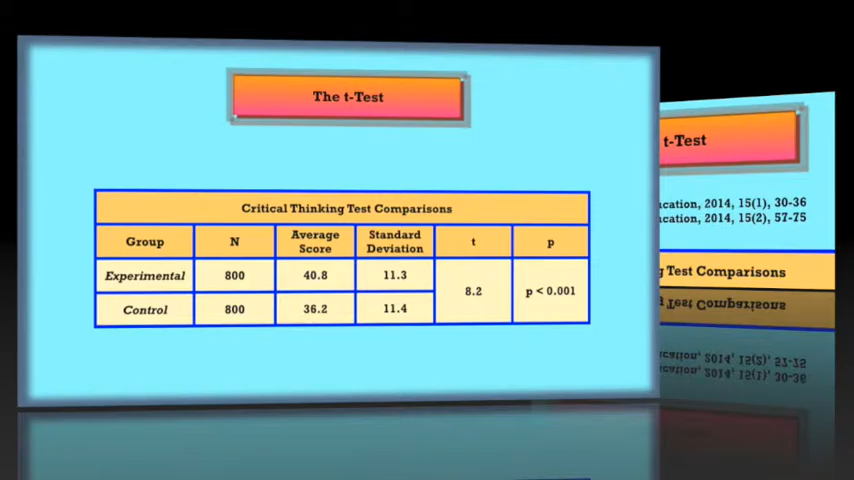 The t-Test
Critical Thinking Test Comparisons
Group N Average Score Standard Deviation t p
Experimental 800 40.8 11.3 8.2 p < 0.001
Control 800 36.2 11.4
t-Test
ucation, 2014, 15(1), 30-36
ucation, 2014, 15(2), 57-75
g Test Comparisons